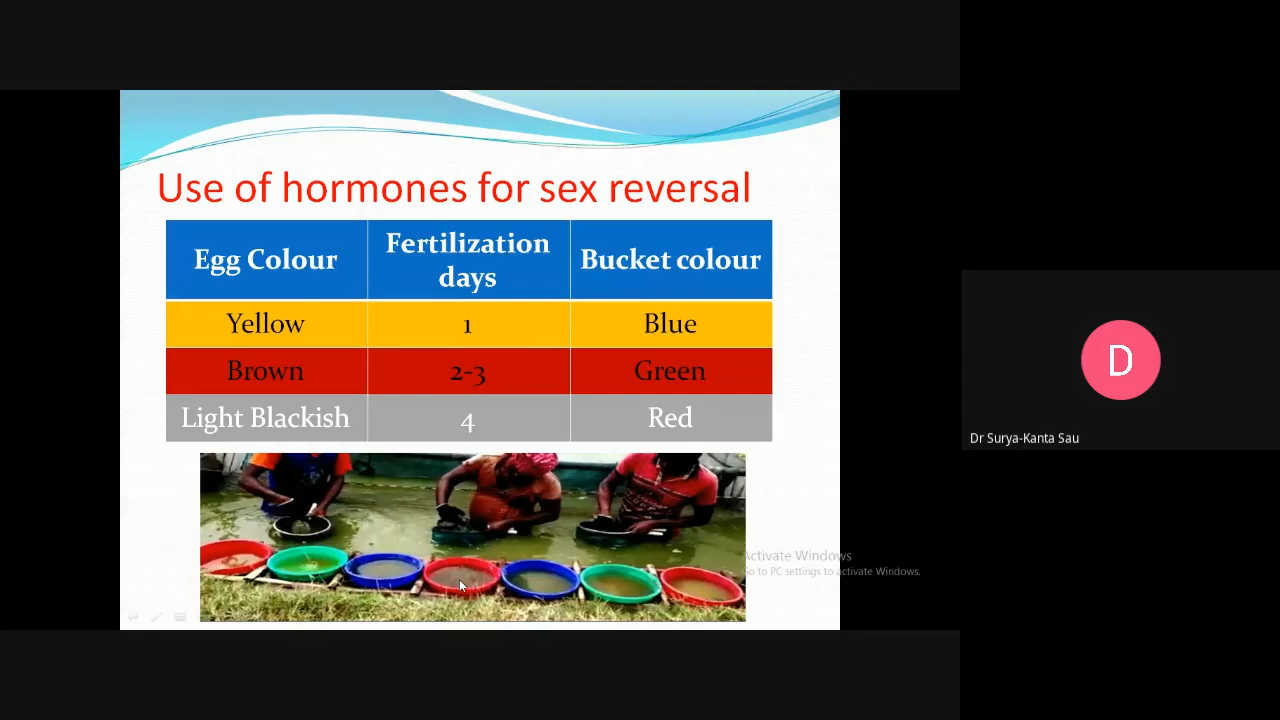 Use of hormones for sex reversal
Egg Colour
Fertilization
days
Bucket colour
Yellow
1
Blue
Brown
2-3
Green
Light Blackish
4
Red
Activate Windows
Go to PC settings to activate Windows.
D
Dr Surya-Kanta Sau